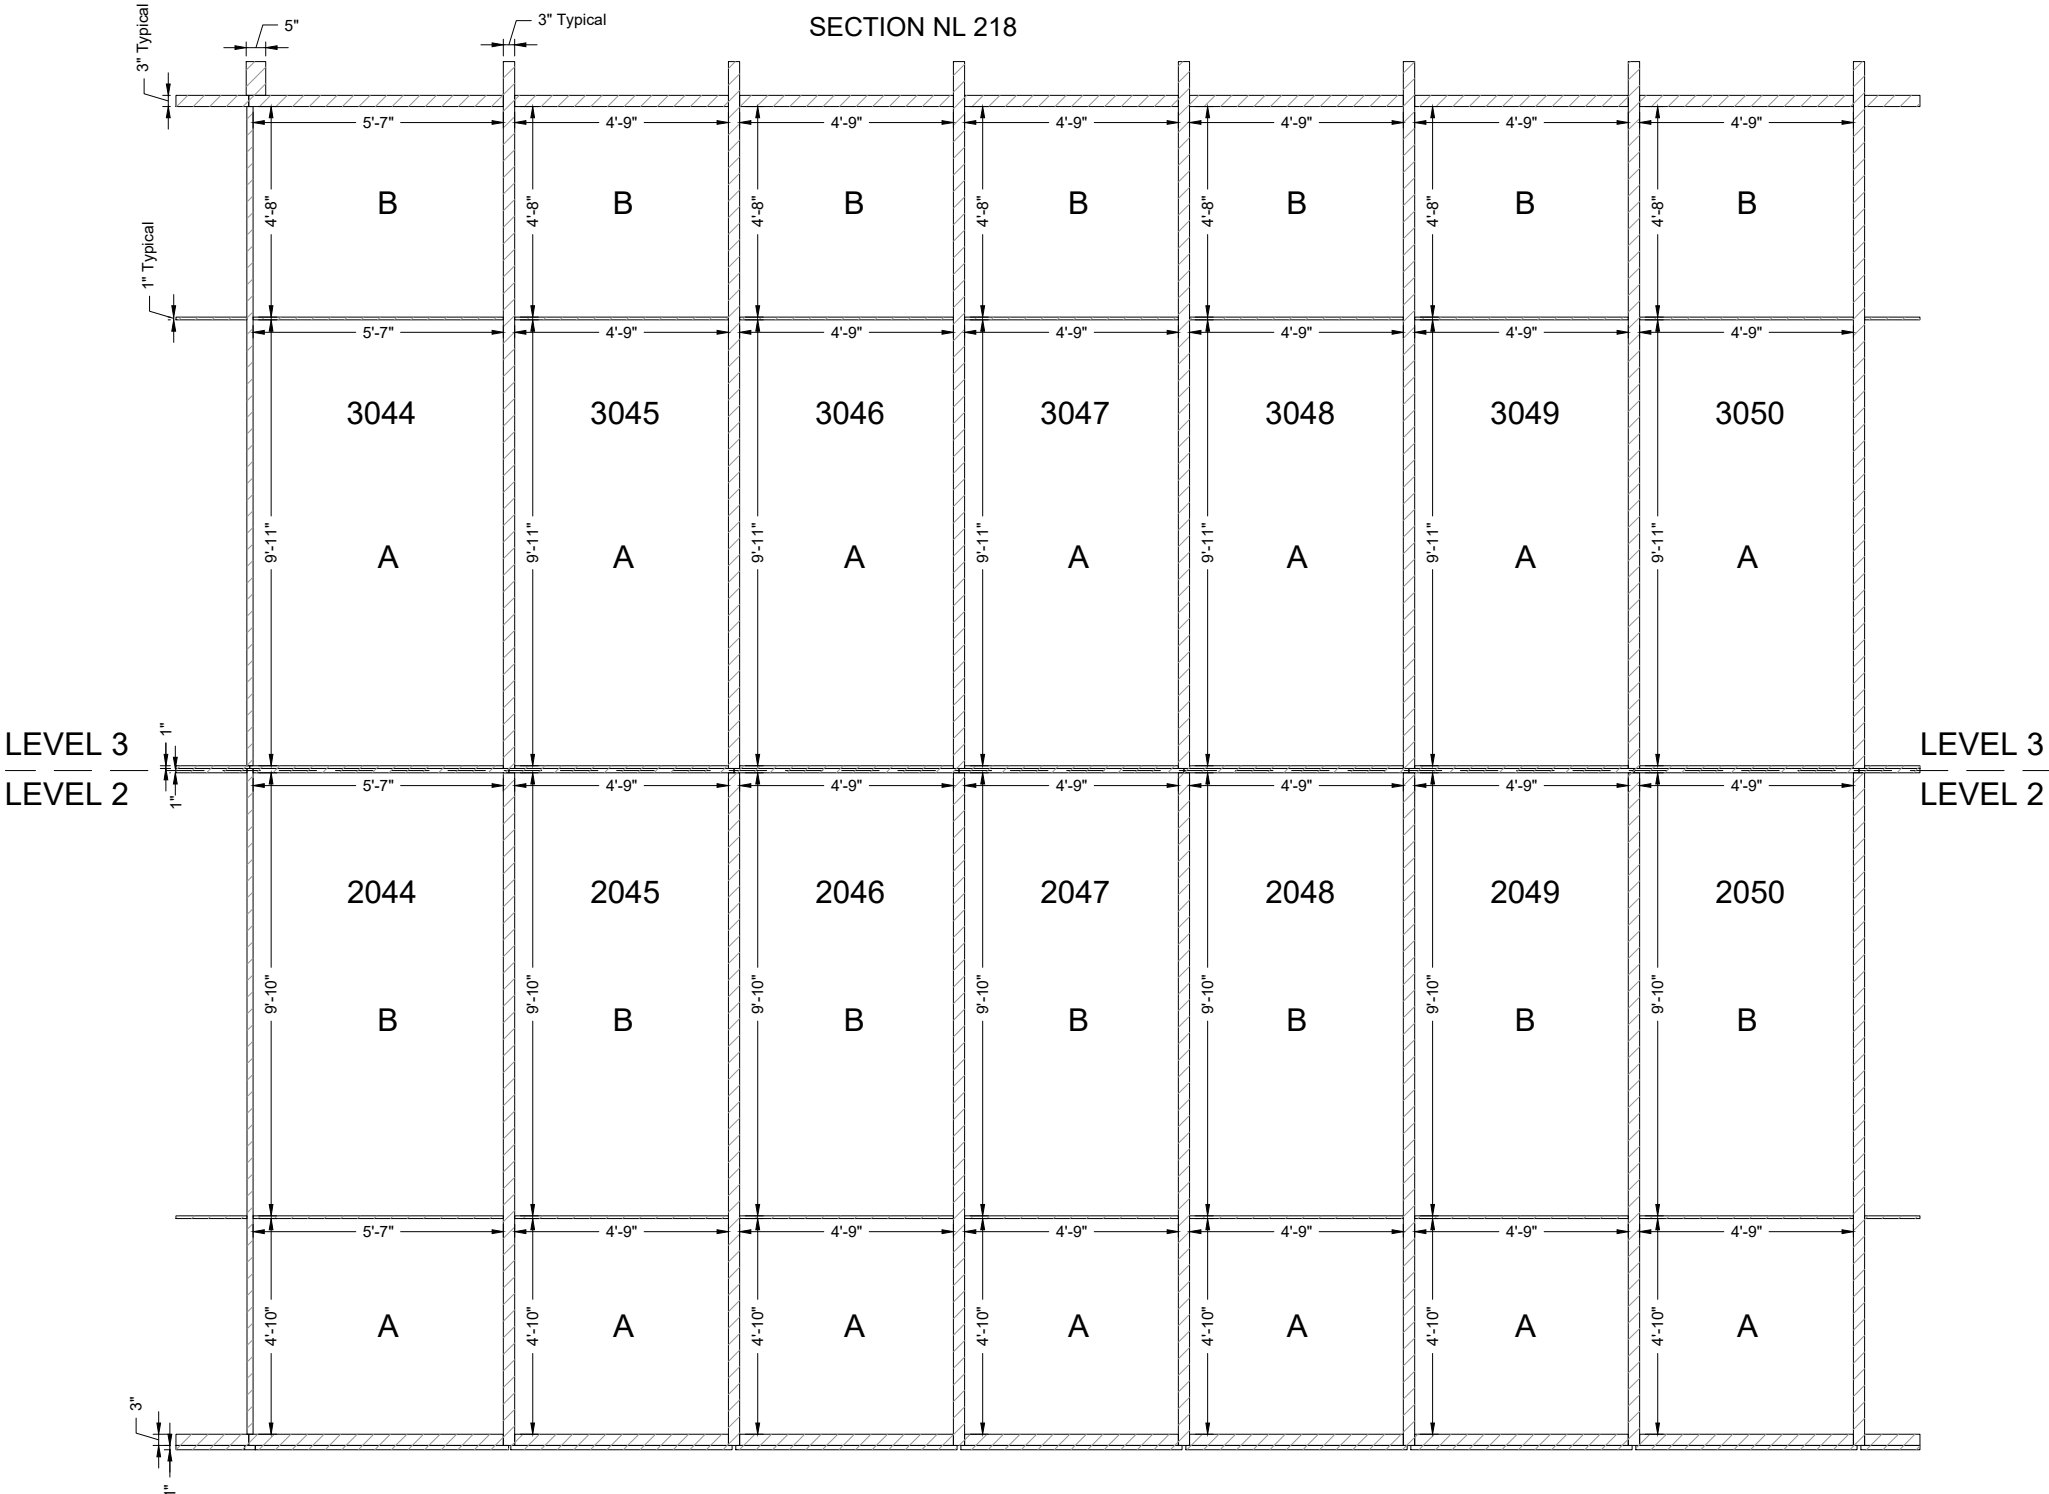 SECTION NL 218
5"
3" Typical
3" Typical
5'-7" 4'-9" 4'-9" 4'-9" 4'-9" 4'-9" 4'-9"
B B B B B B B
4'-8" 4'-8" 4'-8" 4'-8" 4'-8" 4'-8" 4'-8"
1" Typical
5'-7" 4'-9" 4'-9" 4'-9" 4'-9" 4'-9" 4'-9"
3044 3045 3046 3047 3048 3049 3050
9'-11" 9'-11" 9'-11" 9'-11" 9'-11" 9'-11" 9'-11"
A A A A A A A
1"
LEVEL 3 LEVEL 3
LEVEL 2 LEVEL 2
1"
5'-7" 4'-9" 4'-9" 4'-9" 4'-9" 4'-9" 4'-9"
2044 2045 2046 2047 2048 2049 2050
9'-10" 9'-10" 9'-10" 9'-10" 9'-10" 9'-10" 9'-10"
B B B B B B B
5'-7" 4'-9" 4'-9" 4'-9" 4'-9" 4'-9" 4'-9"
4'-10" 4'-10" 4'-10" 4'-10" 4'-10" 4'-10" 4'-10"
A A A A A A A
3"
1"